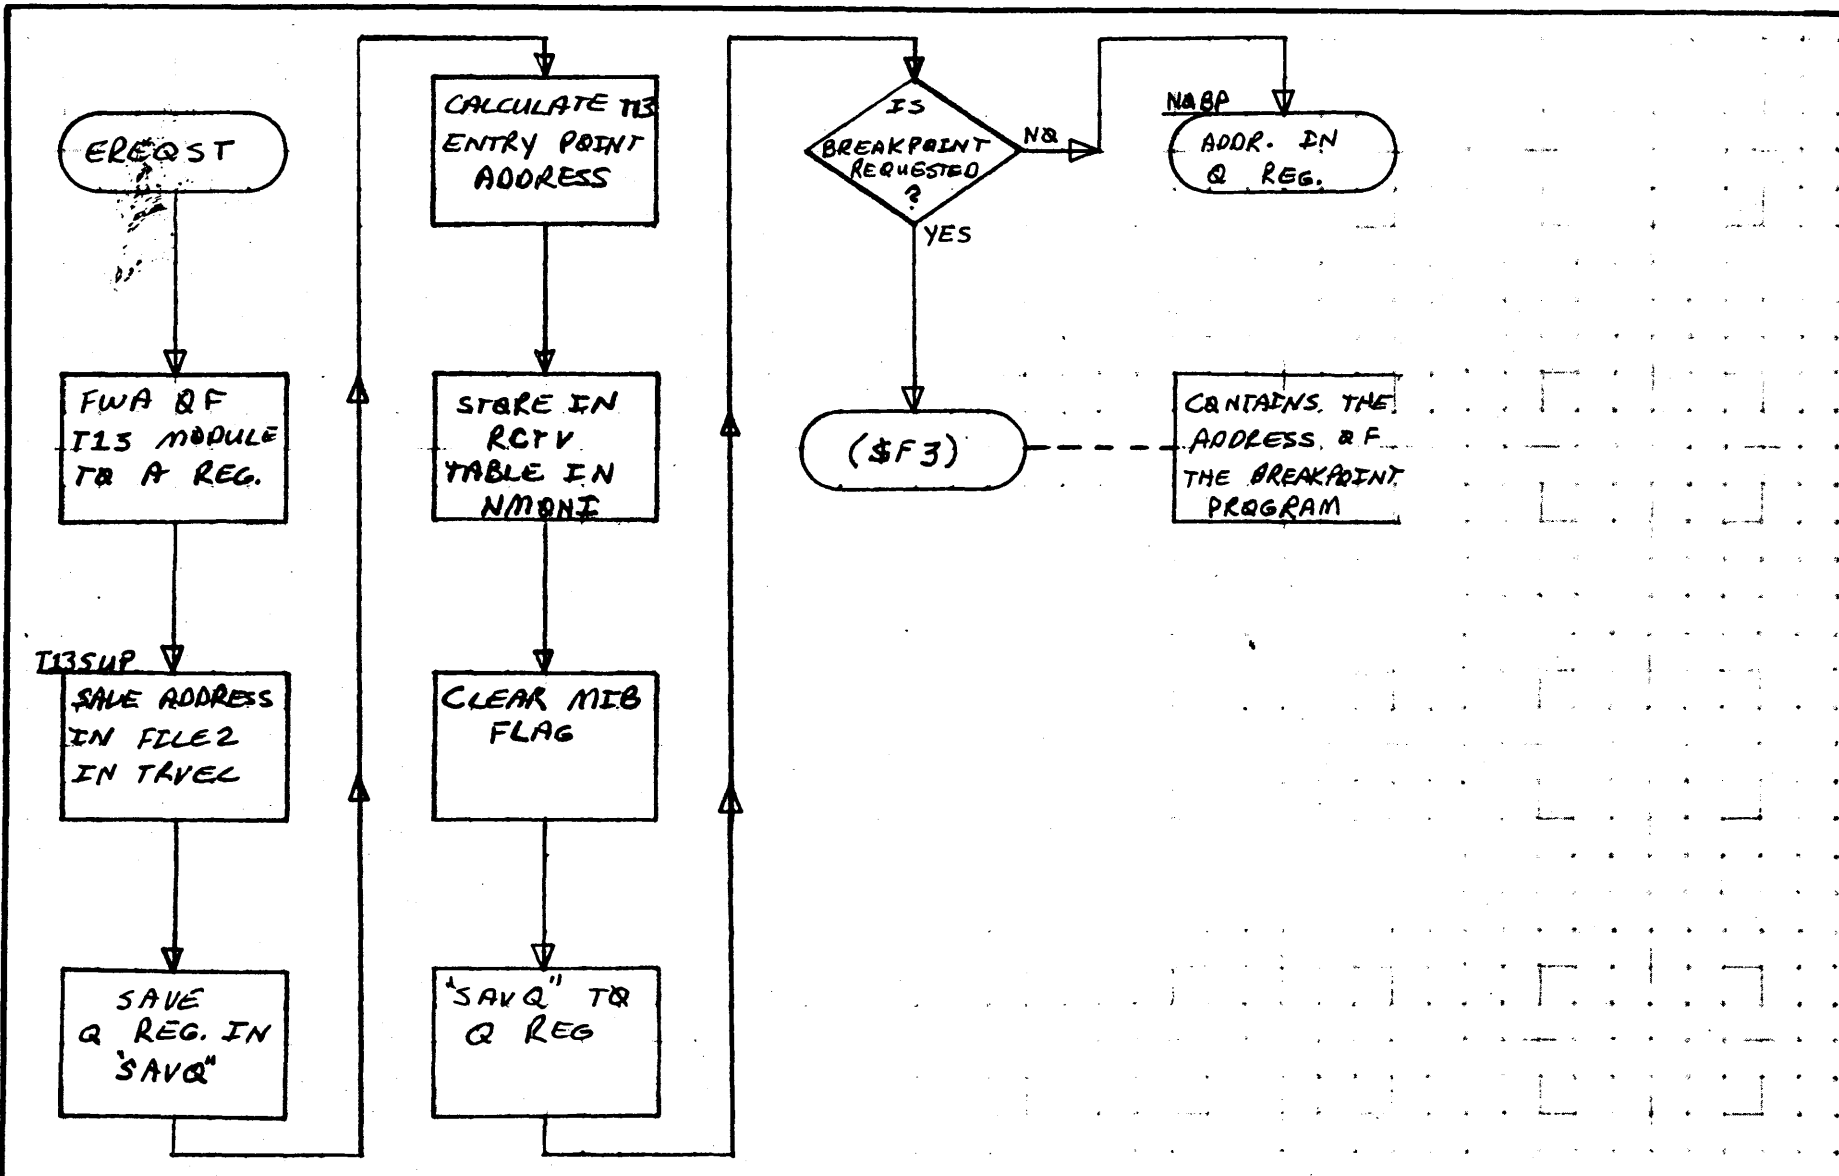 EREQST
FWA OF
T13 MODULE
TO A REG.
T13SUP
SAVE ADDRESS
IN FILE2
IN TRVEC
SAVE
Q REG. IN
"SAVQ"
CALCULATE T13
ENTRY POINT
ADDRESS
STORE IN
RCTV
TABLE IN
NMONI
CLEAR MIB
FLAG
"SAVQ" TO
Q REG
IS
BREAKPOINT
REQUESTED
?
NO
YES
($F3)
NOBP
ADDR. IN
Q REG.
CONTAINS THE
ADDRESS OF
THE BREAKPOINT
PROGRAM